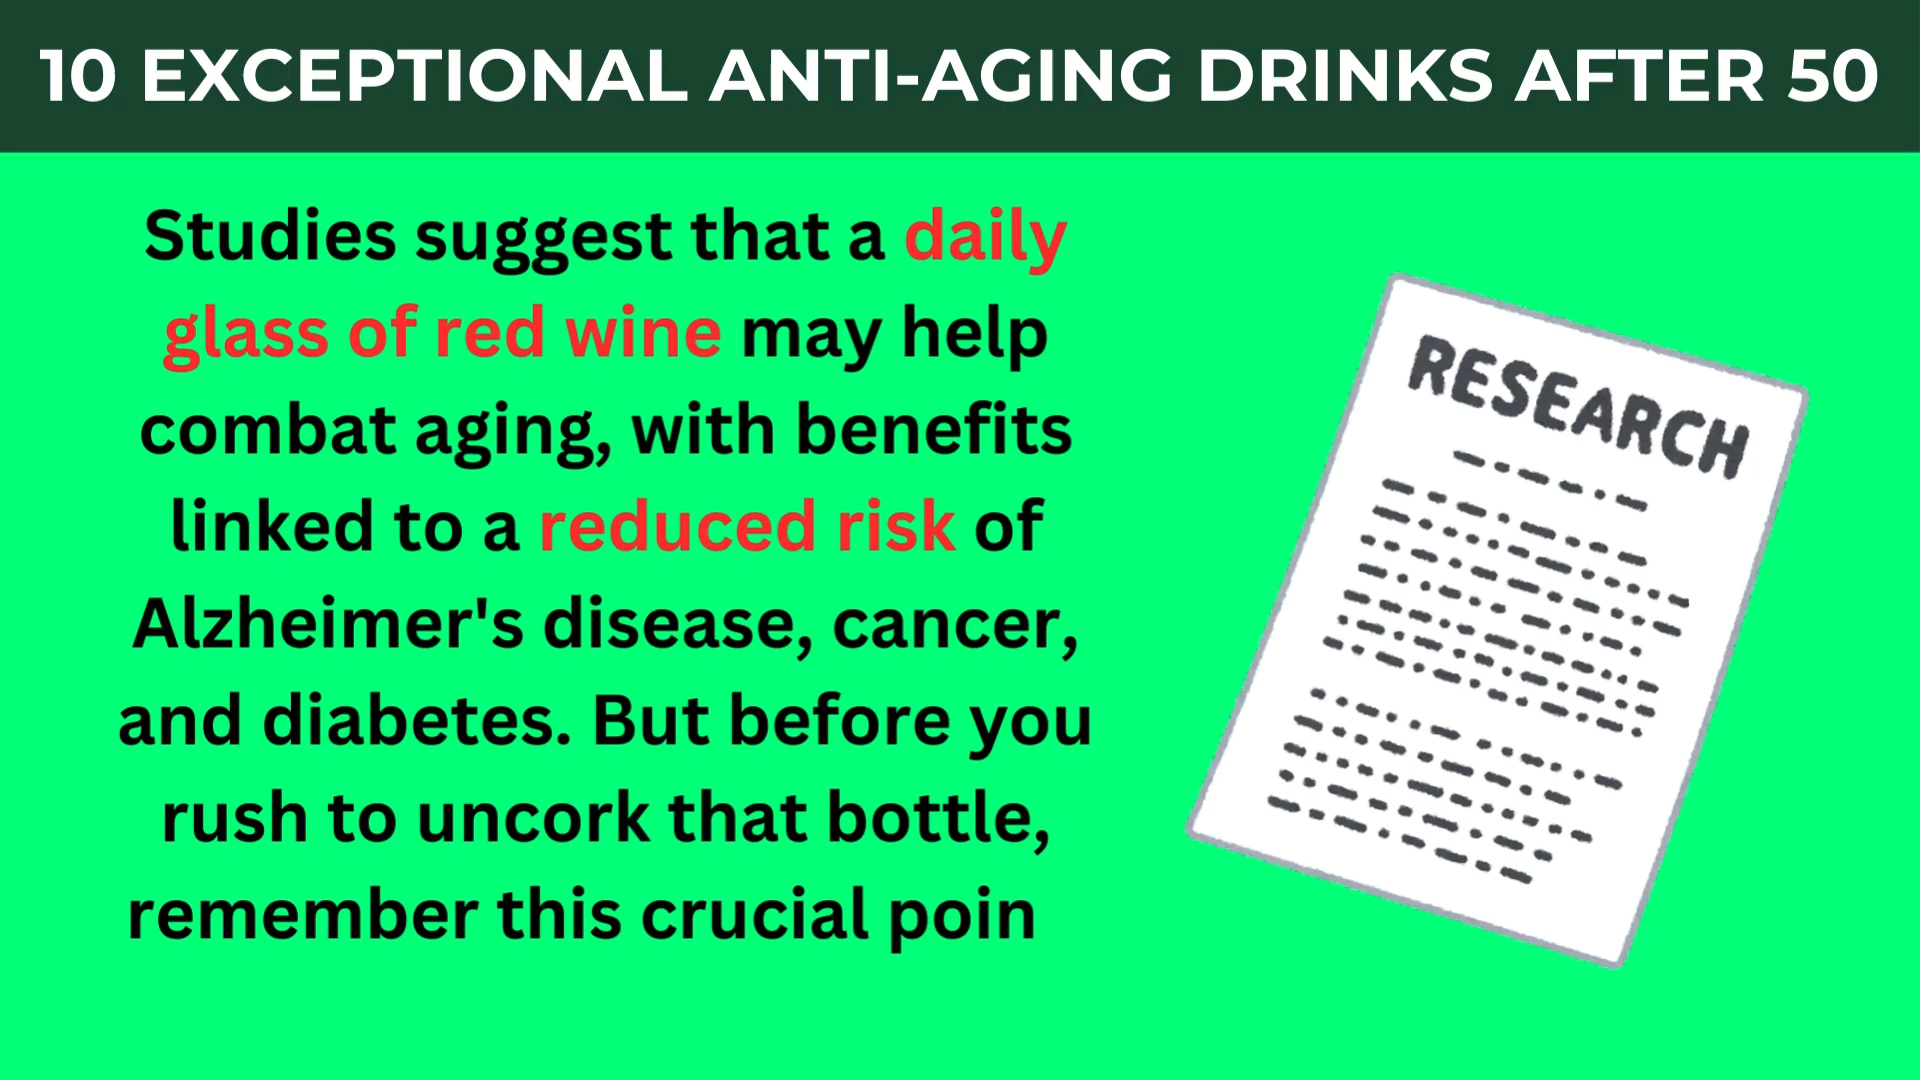 10 EXCEPTIONAL ANTI-AGING DRINKS AFTER 50
Studies suggest that a daily
glass of red wine may help
combat aging, with benefits
linked to a reduced risk of
Alzheimer's disease, cancer,
and diabetes. But before you
rush to uncork that bottle,
remember this crucial poin
RESEARCH